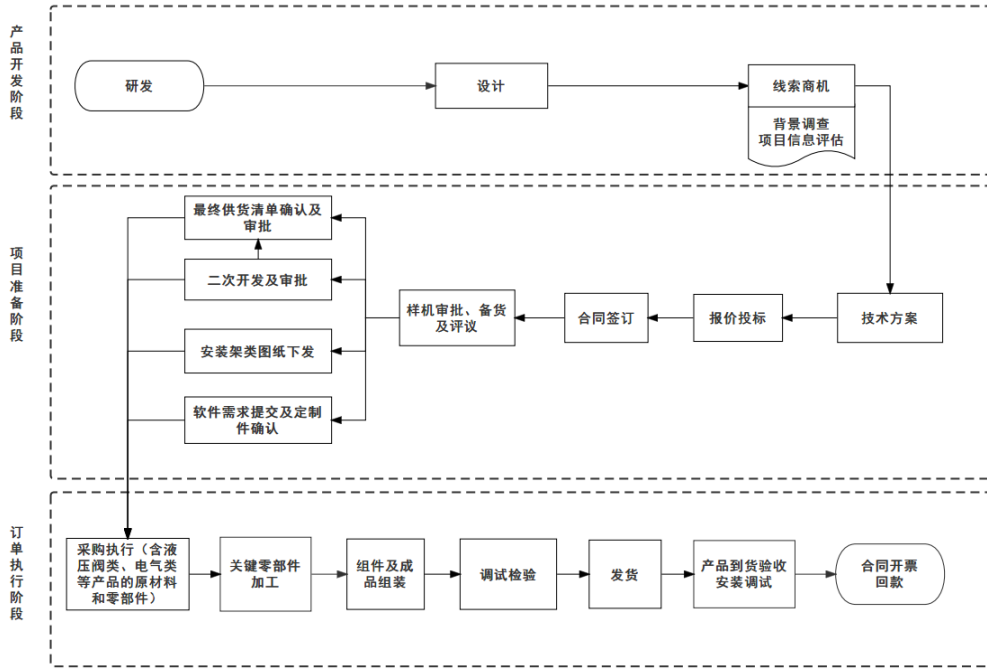 产品开发阶段
研发
设计
线索商机
背景调查
项目信息评估
项目准备阶段
最终供货清单确认及
审批
二次开发及审批
安装架类图纸下发
软件需求提交及定制
件确认
样机审批、备货
及评议
合同签订
报价投标
技术方案
订单执行阶段
采购执行（含液
压阀类、电气类
等产品的原材料
和零部件）
关键零部件
加工
组件及成
品组装
调试检验
发货
产品到货验收
安装调试
合同开票
回款